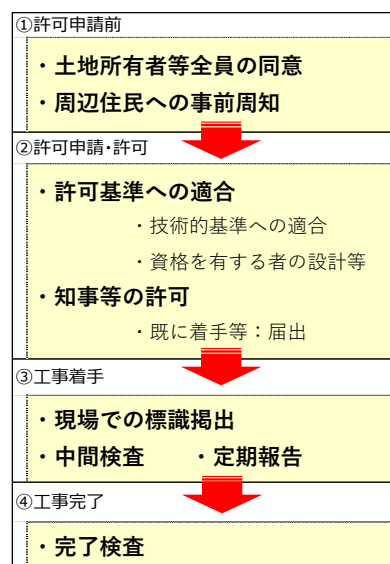 ①許可申請前
・土地所有者等全員の同意
・周辺住民への事前周知
②許可申請・許可
・許可基準への適合
・技術的基準への適合
・資格を有する者の設計等
・知事等の許可
・既に着手等：届出
③工事着手
・現場での標識掲出
・中間検査　・定期報告
④工事完了
・完了検査